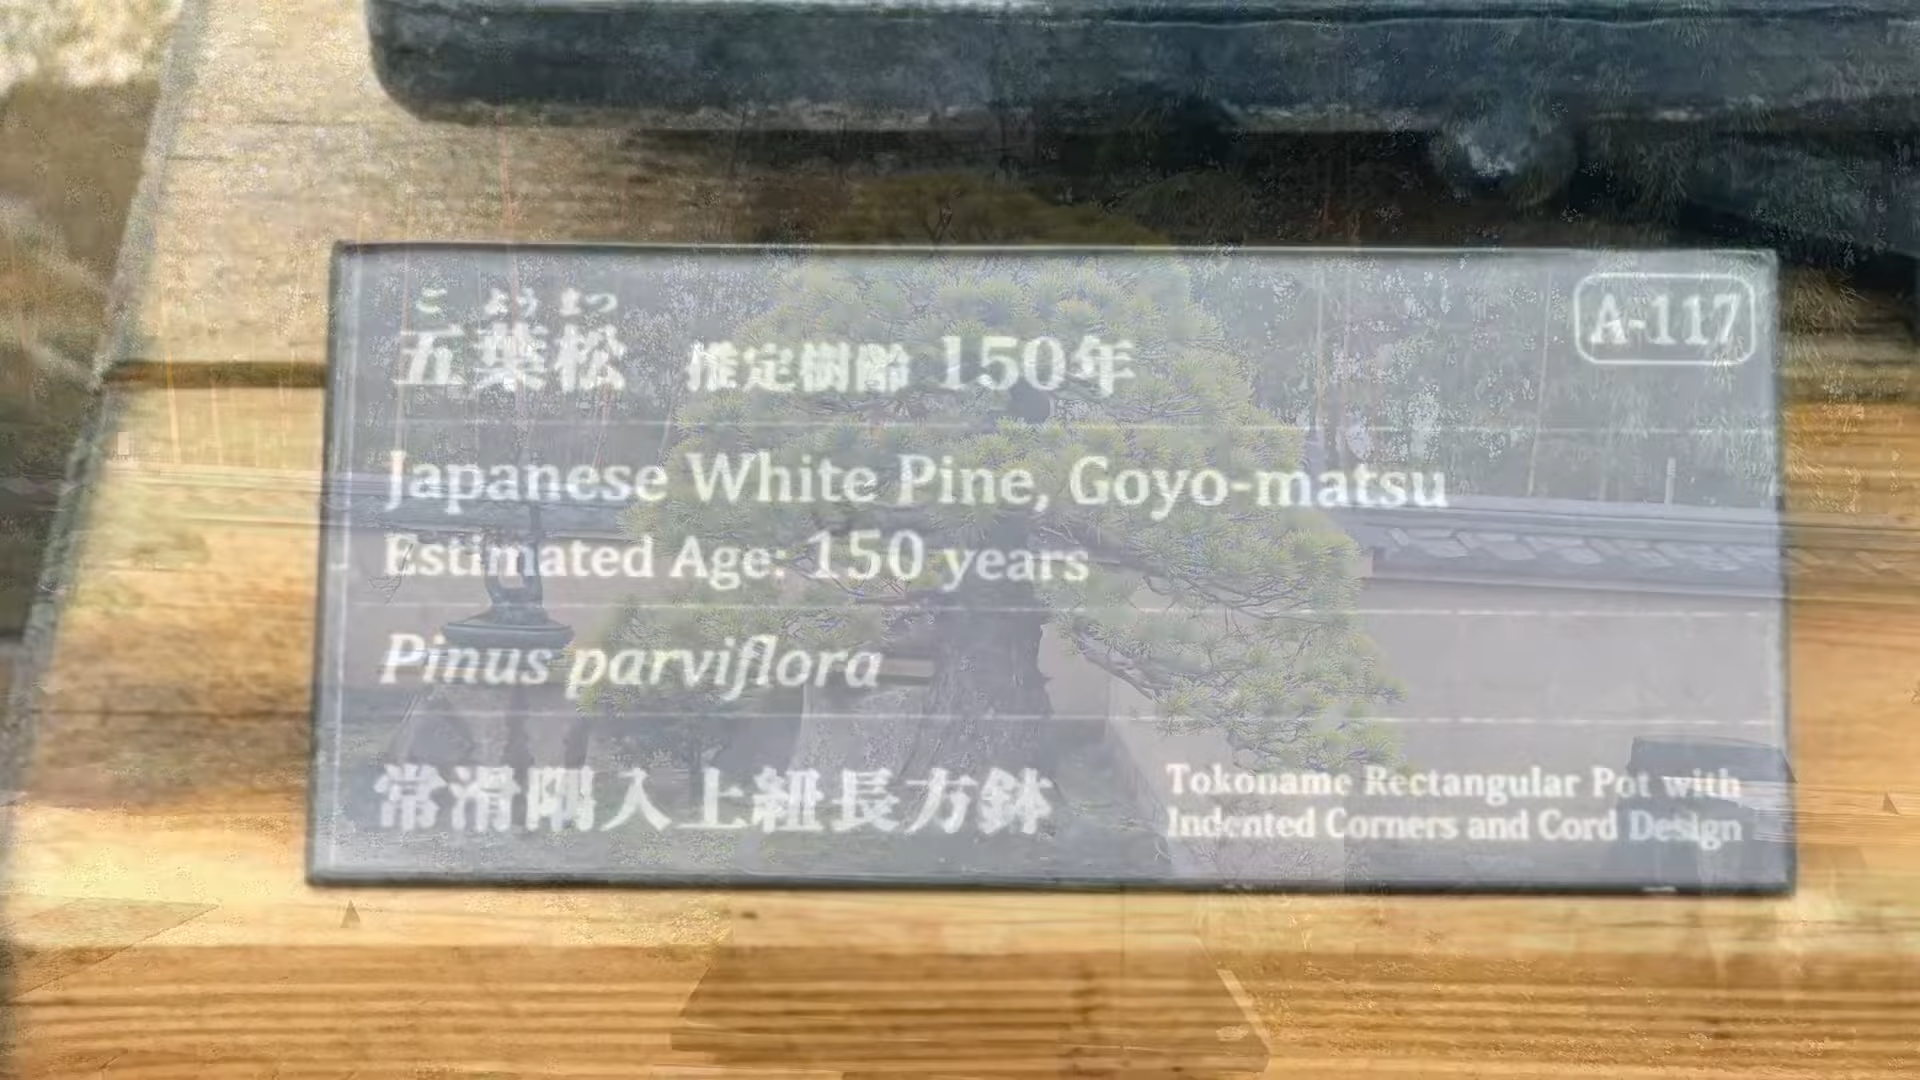 ご よう まつ
五葉松 推定樹齢 150年
A-117
Japanese White Pine, Goyo-matsu
Estimated Age: 150 years
Pinus parviflora
常滑隅入上紐長方鉢
Tokoname Rectangular Pot with
Indented Corners and Cord Design